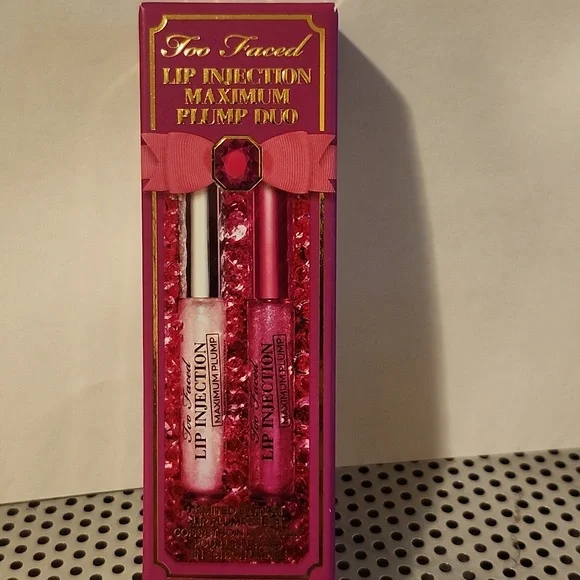 Too Faced
LIP INJECTION
MAXIMUM
PLUMP DUO
Too Faced
LIP INJECTION
MAXIMUM PLUMP
Too Faced
LIP INJECTION
MAXIMUM PLUMP